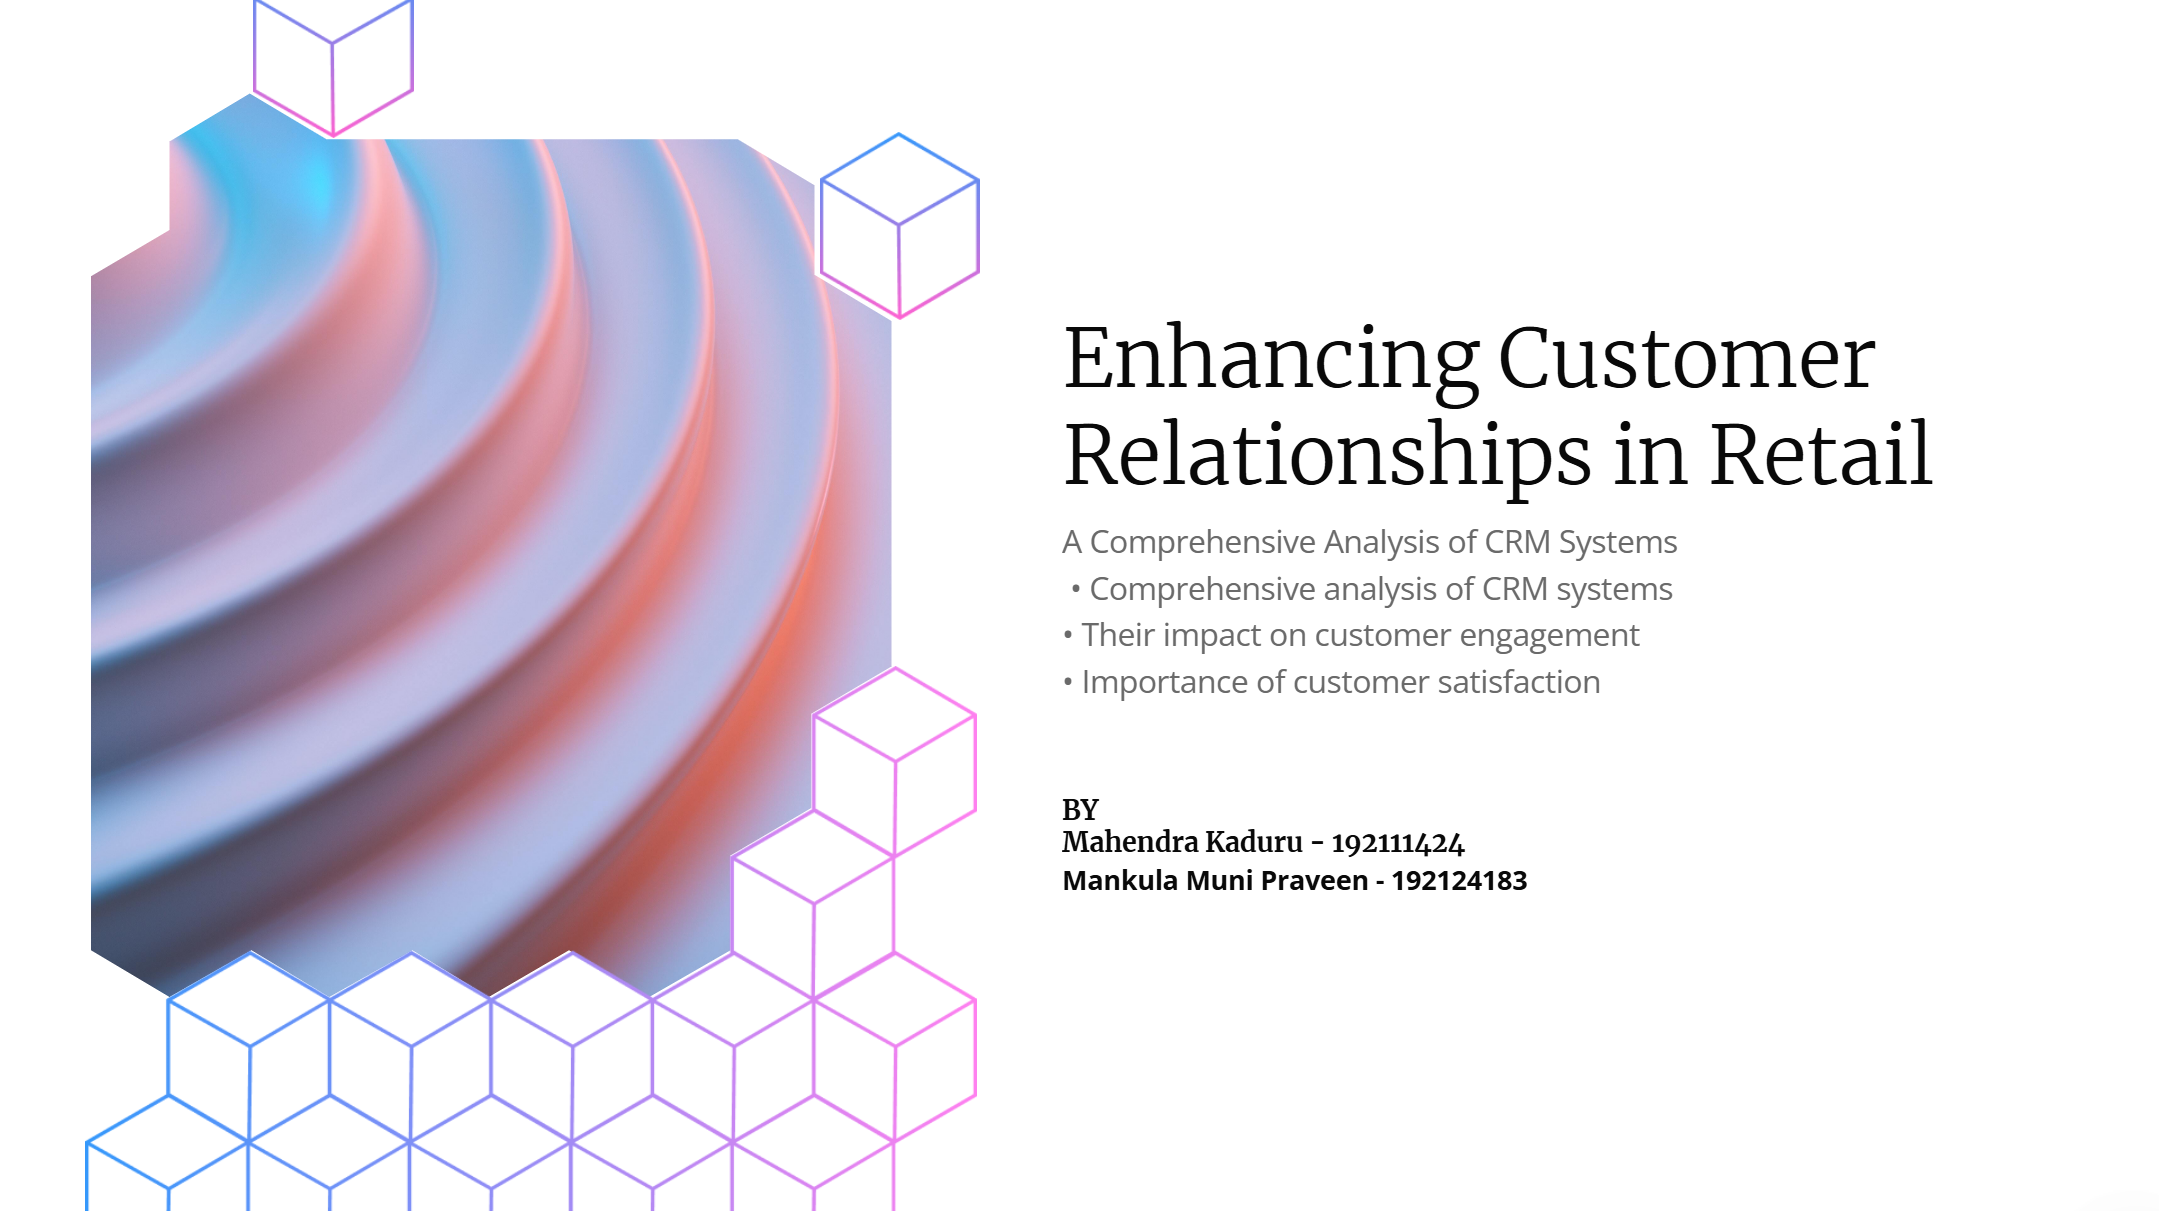 Enhancing Customer
Relationships in Retail
A Comprehensive Analysis of CRM Systems
• Comprehensive analysis of CRM systems
• Their impact on customer engagement
• Importance of customer satisfaction
BY
Mahendra Kaduru - 192111424
Mankula Muni Praveen - 192124183